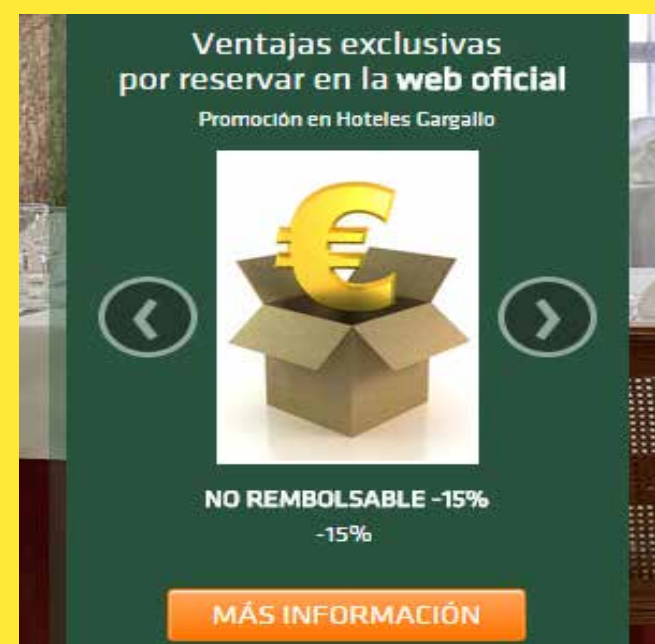 Ventajas exclusivas
por reservar en la web oficial
Promoción en Hoteles Gargallo
NO REMBOLSABLE -15%
-15%
MÁS INFORMACIÓN